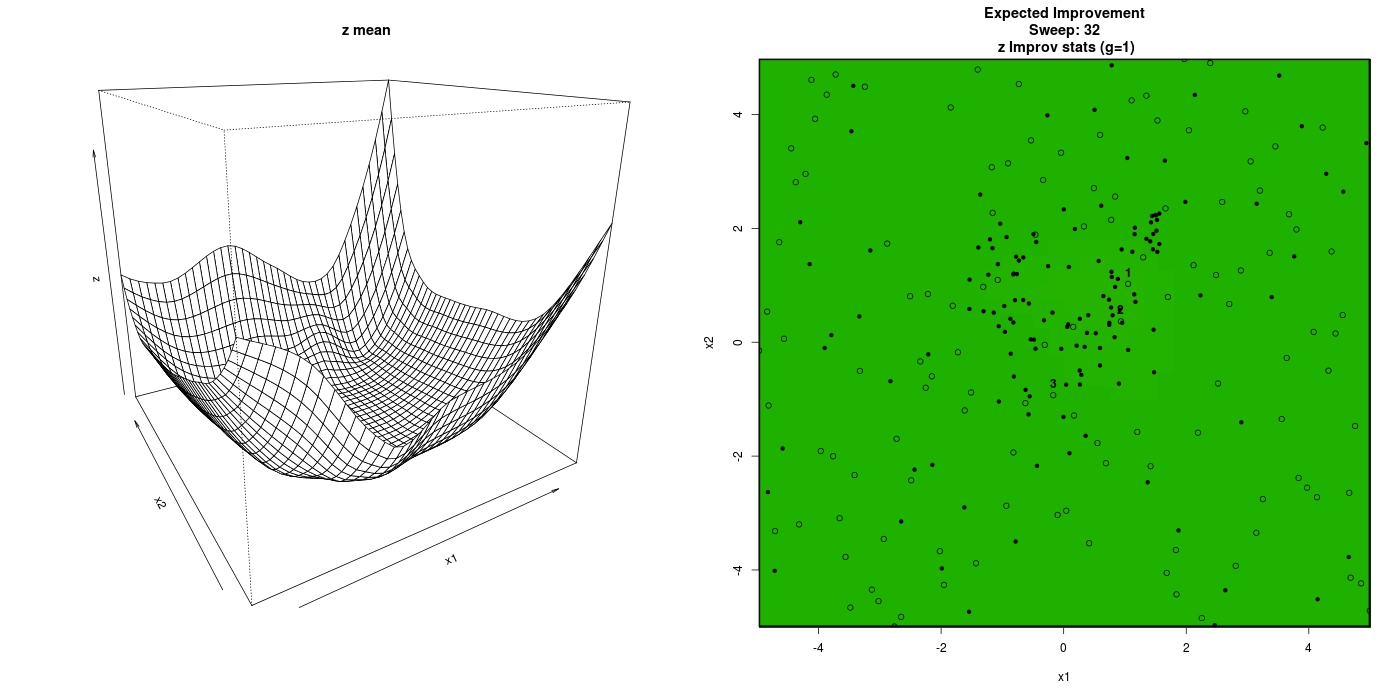 z mean
z
x2
x1
Expected Improvement
Sweep: 32
z Improv stats (g=1)
x2
4
2
0
-2
-4
1
2
3
-4
-2
0
2
4
x1